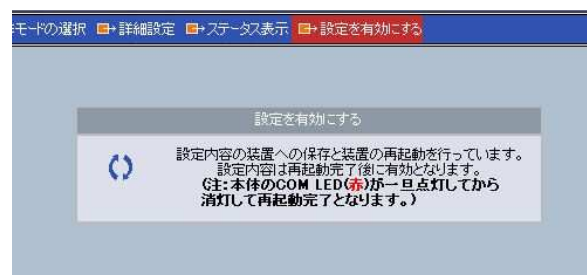 モードの選択 詳細設定 ステータス表示 設定を有効にする
設定を有効にする
設定内容の装置への保存と装置の再起動を行っています。
設定内容は再起動完了後に有効となります。
(注:本体のCOM LED(赤)が一旦点灯してから
消灯して再起動完了となります。)